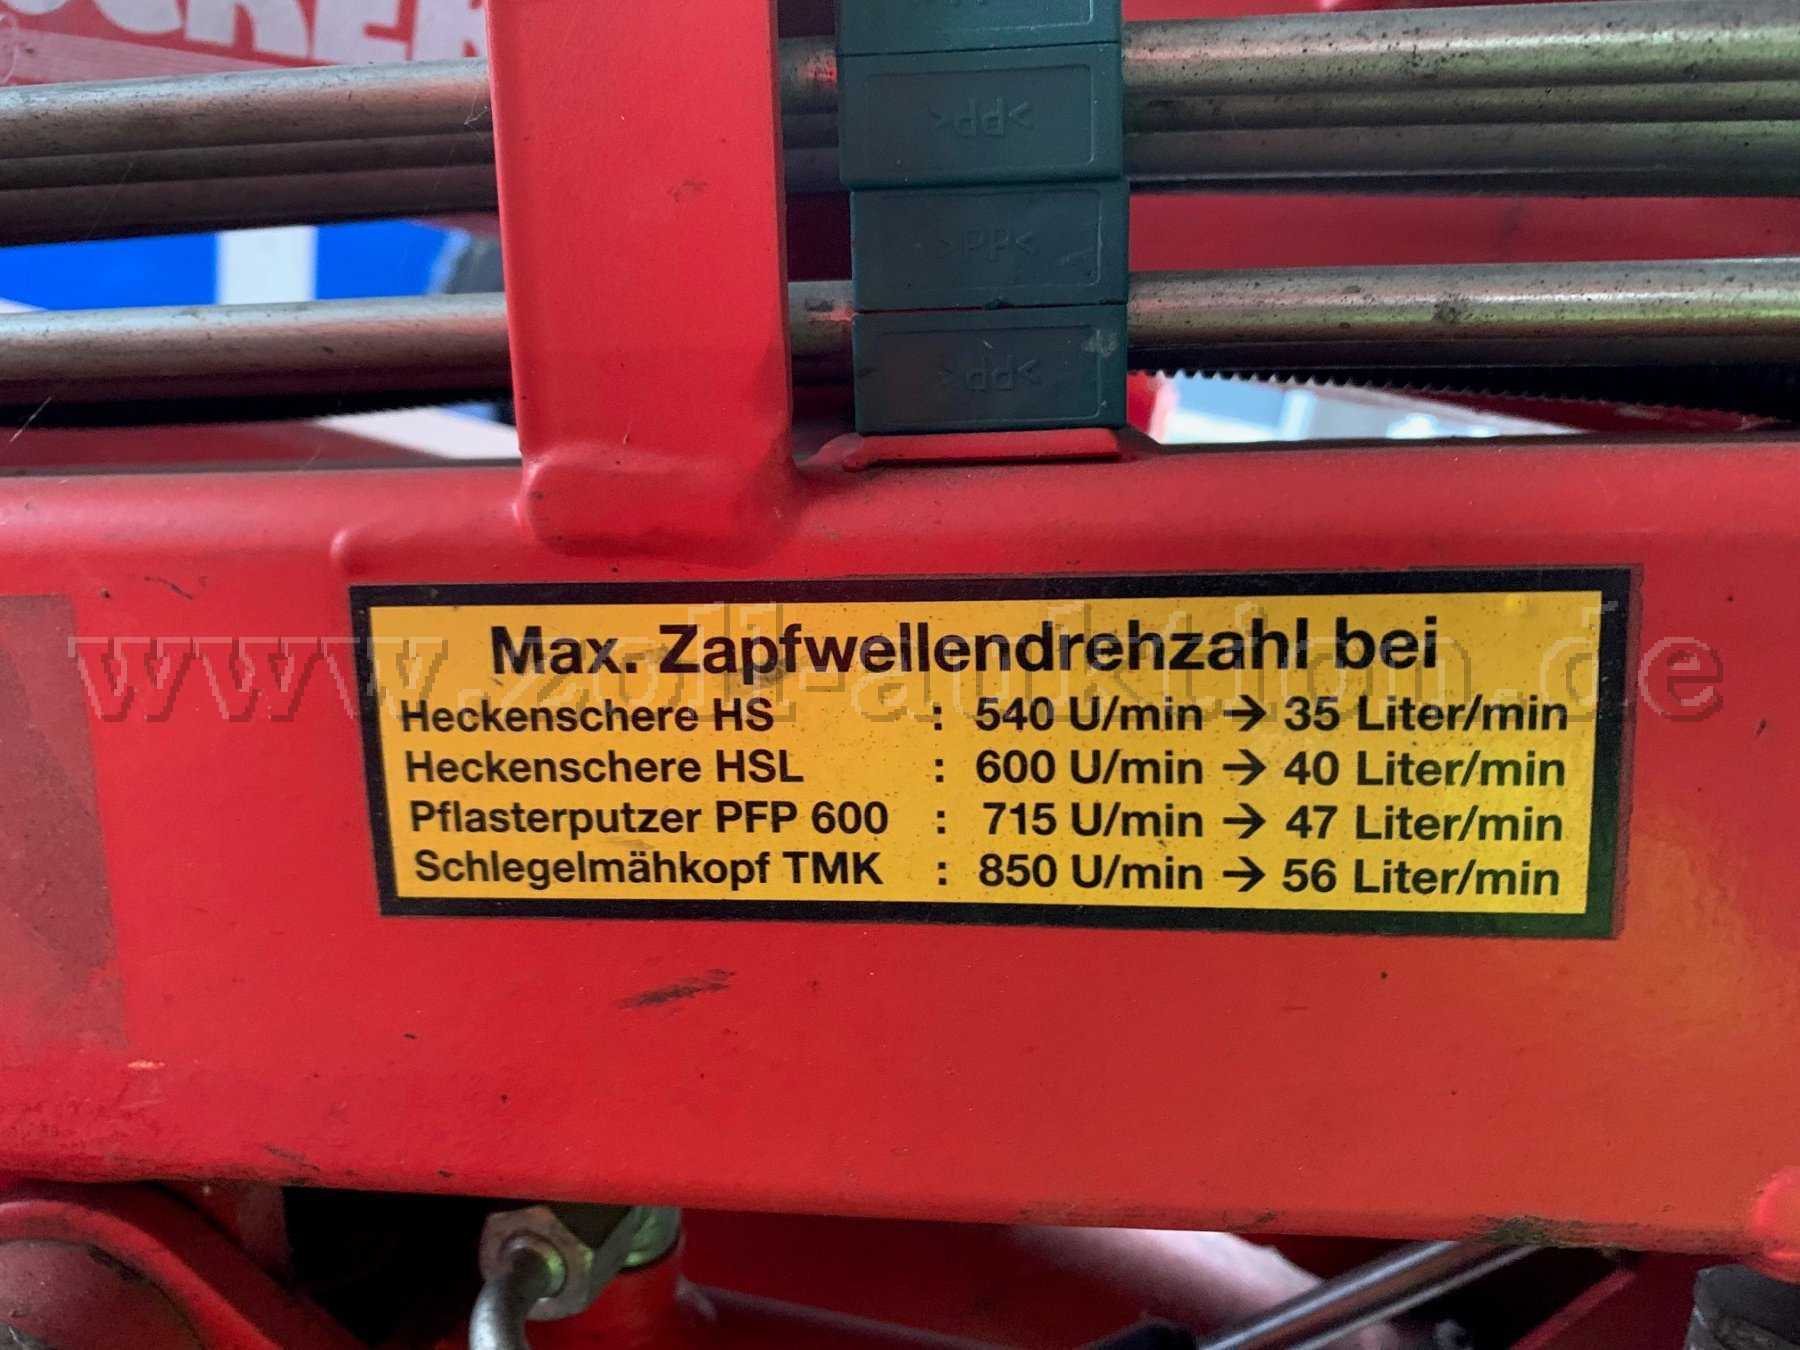 >PP<
>PP<
>PP<
www.zoll-auktion.de
Max. Zapfwellendrehzahl bei
Heckenschere HS : 540 U/min → 35 Liter/min
Heckenschere HSL : 600 U/min → 40 Liter/min
Pflasterputzer PFP 600 : 715 U/min → 47 Liter/min
Schlegelmähkopf TMK : 850 U/min → 56 Liter/min